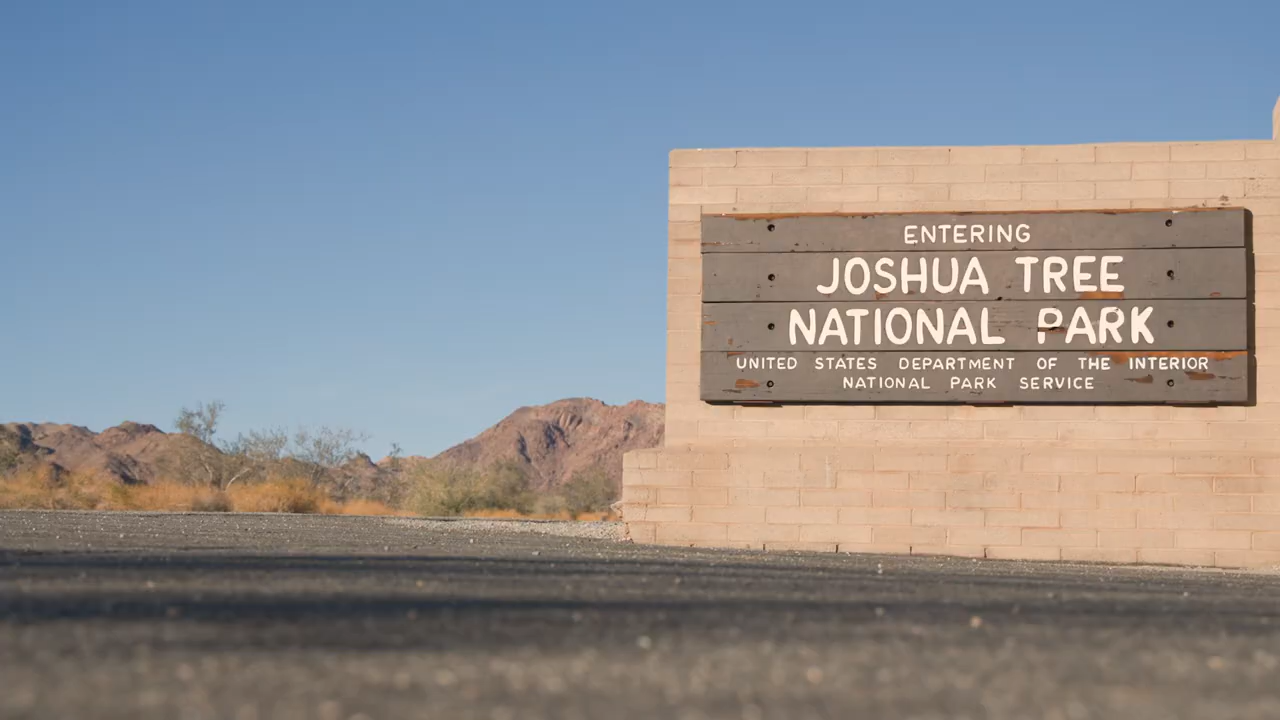 ENTERING
JOSHUA TREE
NATIONAL PARK
UNITED STATES DEPARTMENT OF THE INTERIOR
NATIONAL PARK SERVICE